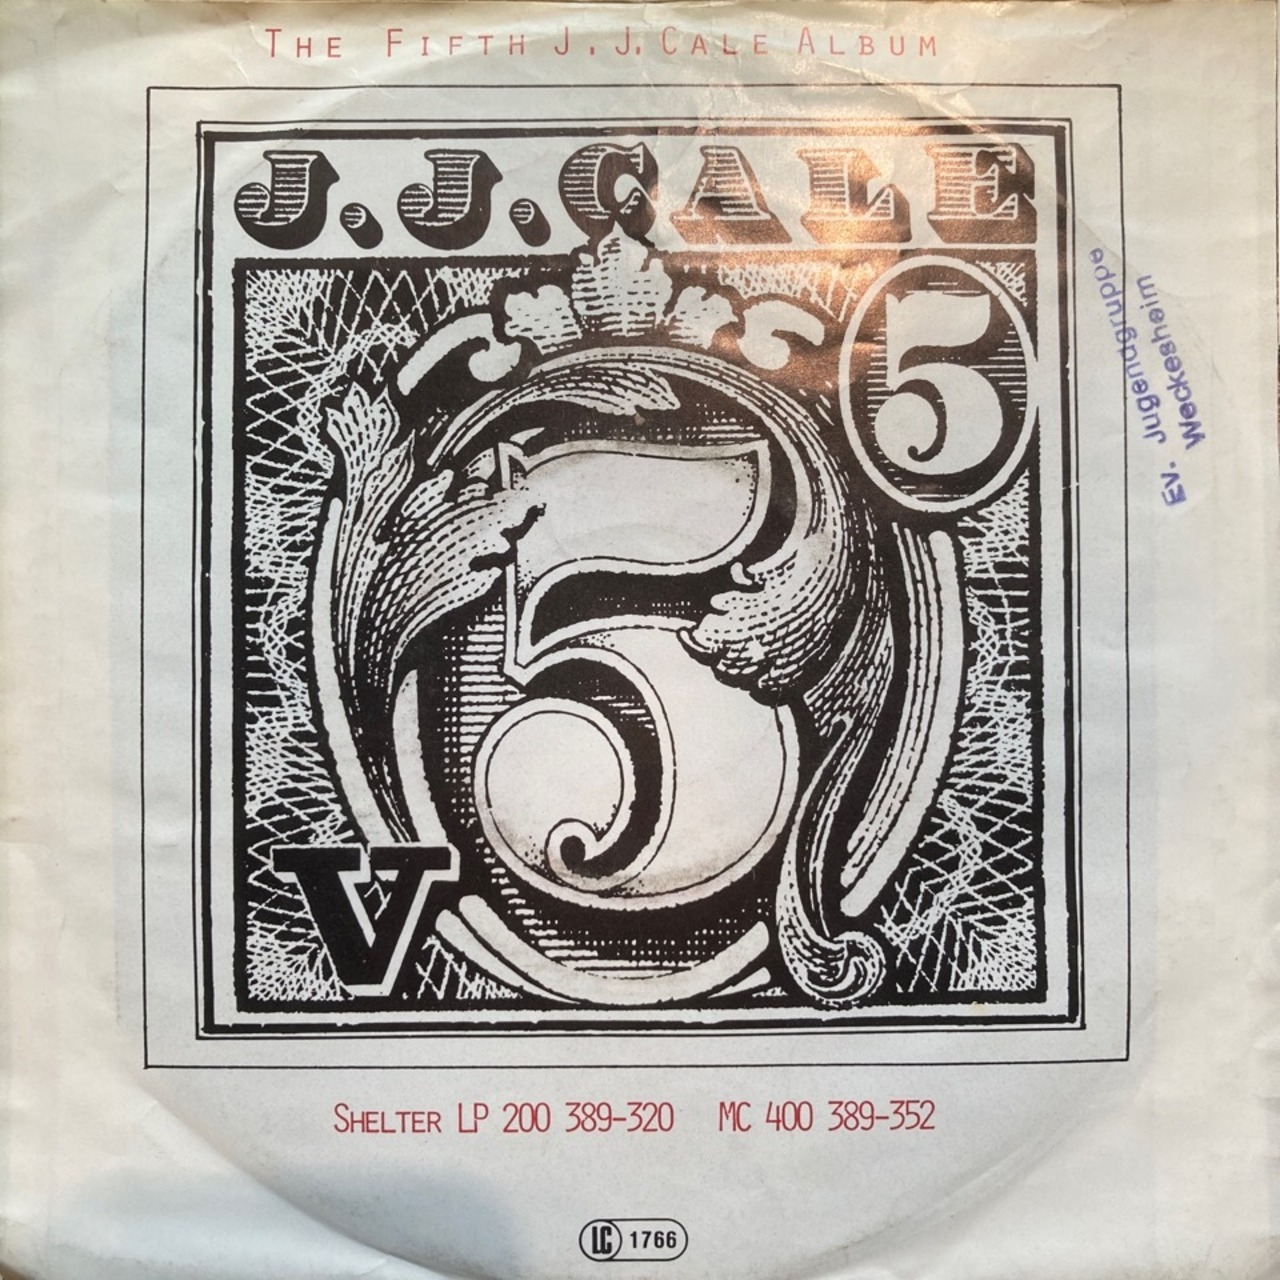 THE FIFTH J.J. CALE ALBUM
J.J.CALE
5
5
V
Ev. Jugendgruppe
Weckesheim
SHELTER LP 200 389-320 MC 400 389-352
LC 1766